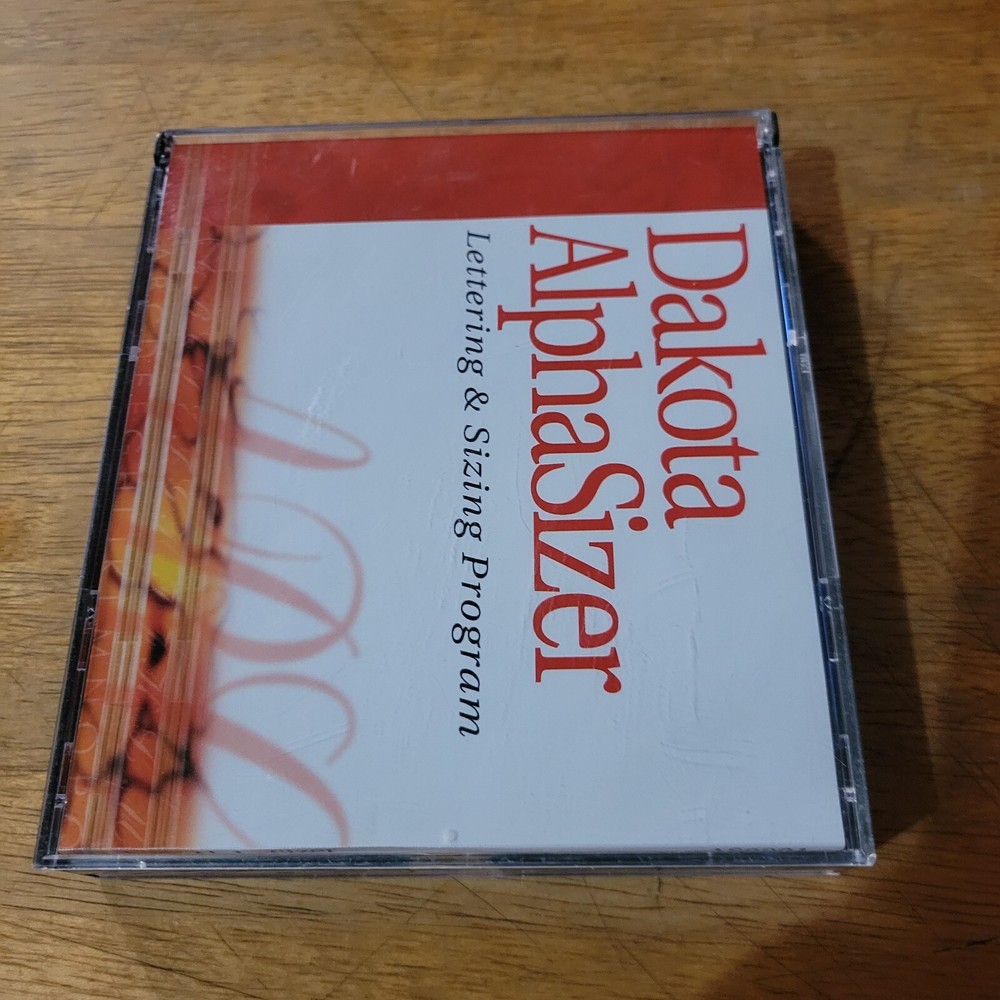 Dakota
AlphaSizer
Lettering & Sizing Program